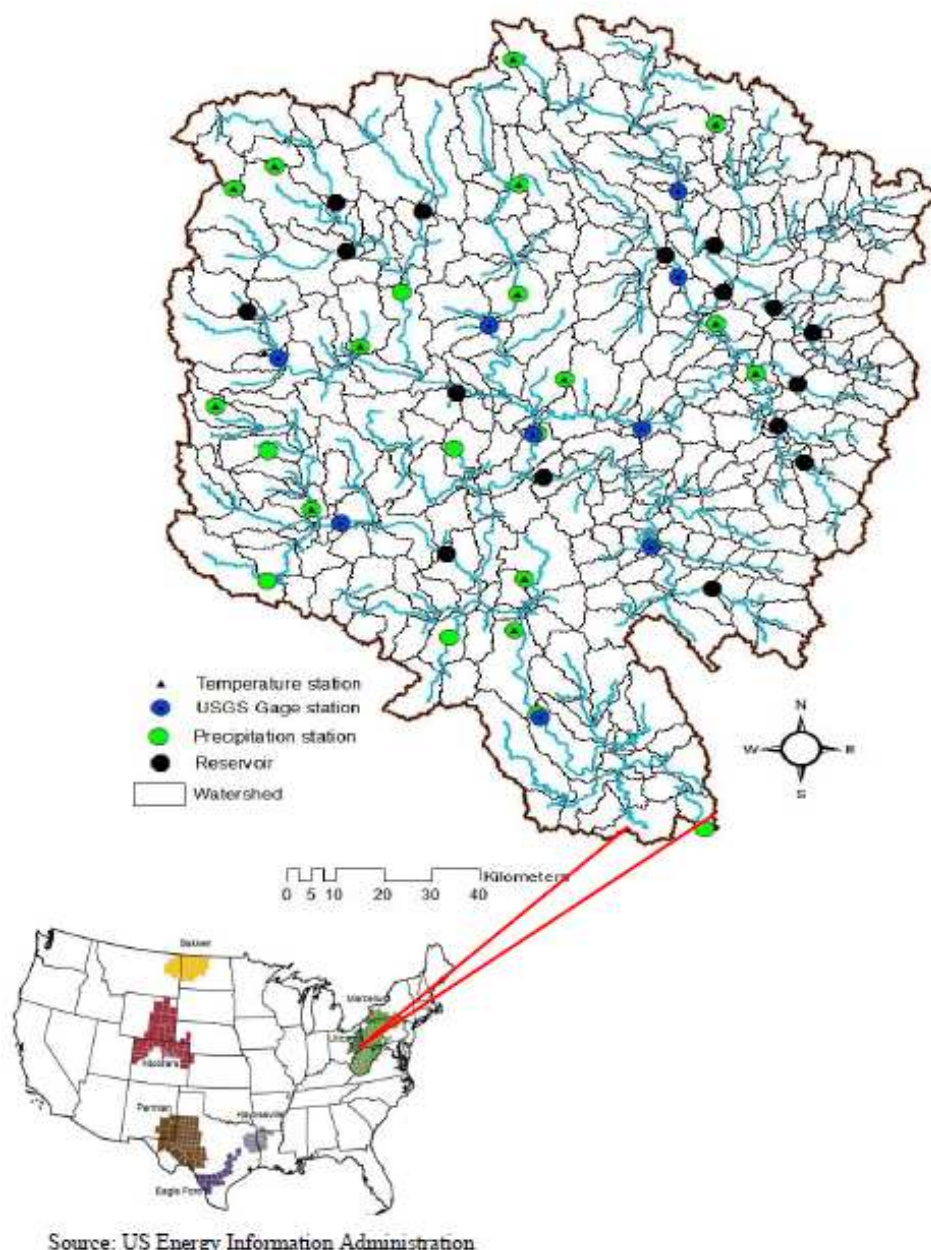 Temperature station
USGS Gage station
Precipitation station
Reservoir
Watershed
N
W E
S
Kilometers
0 5 10 20 30 40
Bakken
Marcellus
Niobrara
Permian
Haynesville
Eagle Ford
Source: US Energy Information Administration